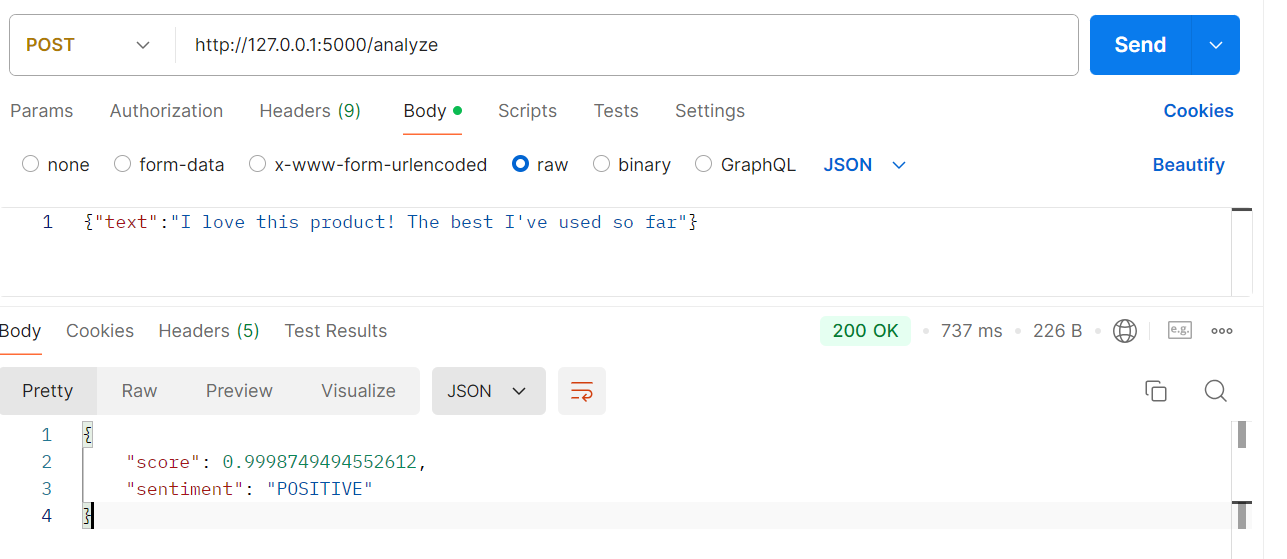 POST http://127.0.0.1:5000/analyze Send
Params Authorization Headers (9) Body Scripts Tests Settings Cookies
none form-data x-www-form-urlencoded raw binary GraphQL JSON Beautify
1 {"text":"I love this product! The best I've used so far"}
Body Cookies Headers (5) Test Results 200 OK 737 ms 226 B e.g.
Pretty Raw Preview Visualize JSON
1 {
2 "score": 0.9998749494552612,
3 "sentiment": "POSITIVE"
4 }